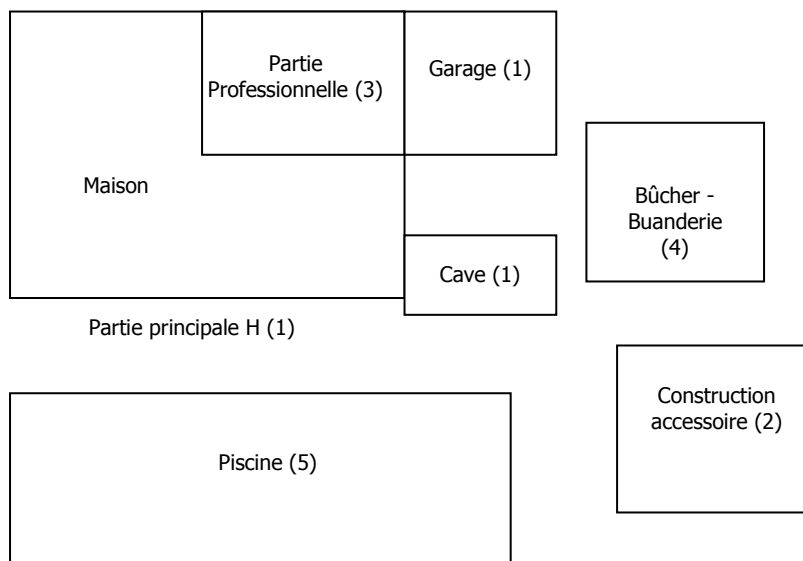 Partie
Professionnelle (3)
Garage (1)
Maison
Bûcher -
Buanderie
(4)
Cave (1)
Partie principale H (1)
Construction
accessoire (2)
Piscine (5)